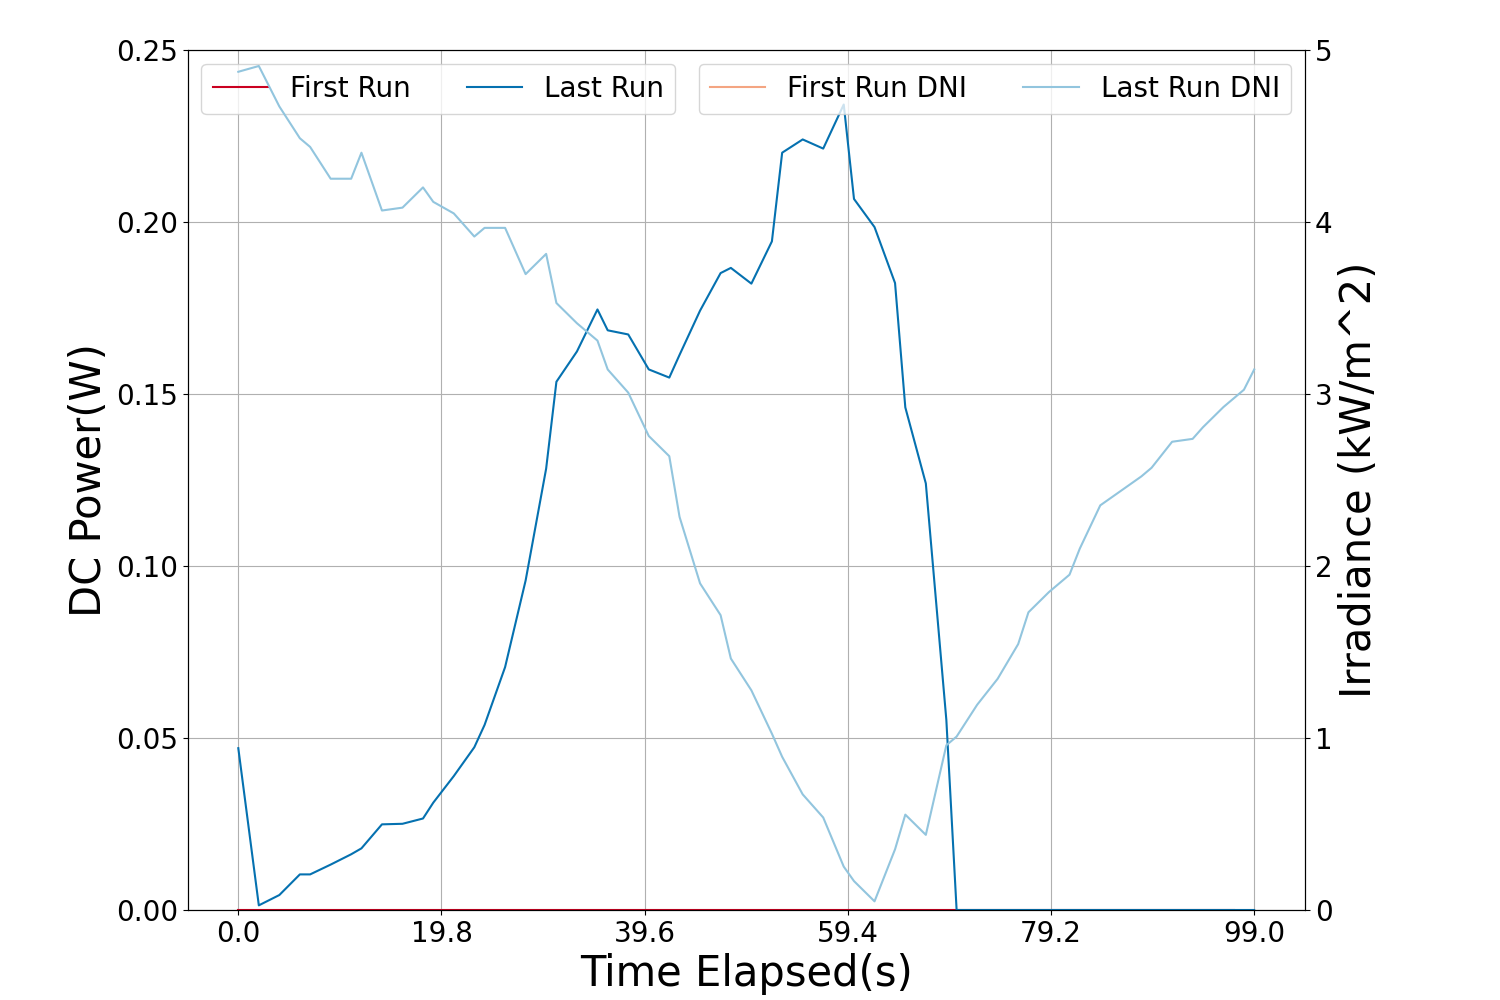 First Run
Last Run
First Run DNI
Last Run DNI
0.25
0.20
0.15
0.10
0.05
0.00
DC Power(W)
5
4
3
2
1
0
Irradiance (kW/m^2)
0.0 19.8 39.6 59.4 79.2 99.0
Time Elapsed(s)